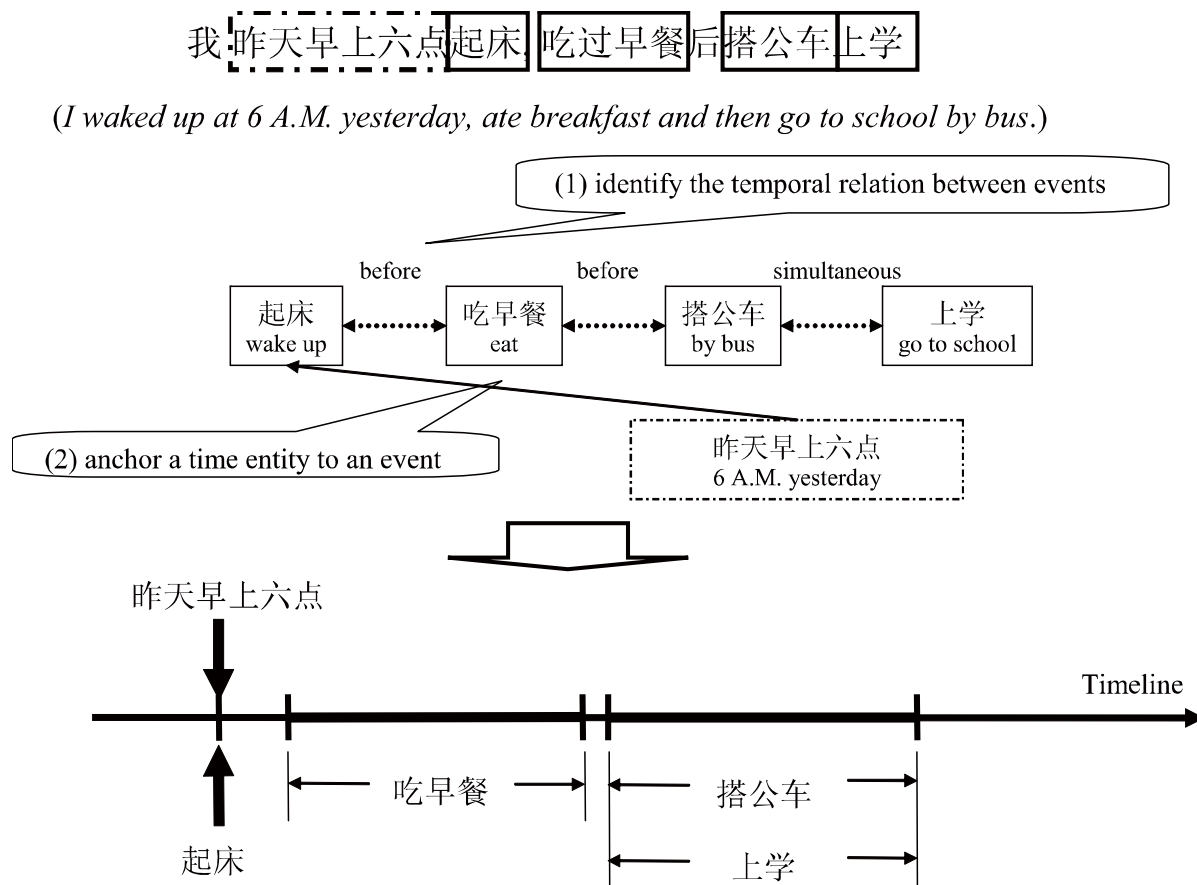 我 昨天早上六点起床, 吃过早餐后搭公车上学
(I waked up at 6 A.M. yesterday, ate breakfast and then go to school by bus.)
(1) identify the temporal relation between events
before before simultaneous
起床 吃早餐 搭公车 上学
wake up eat by bus go to school
昨天早上六点
6 A.M. yesterday
(2) anchor a time entity to an event
昨天早上六点
Timeline
吃早餐 搭公车
起床 上学